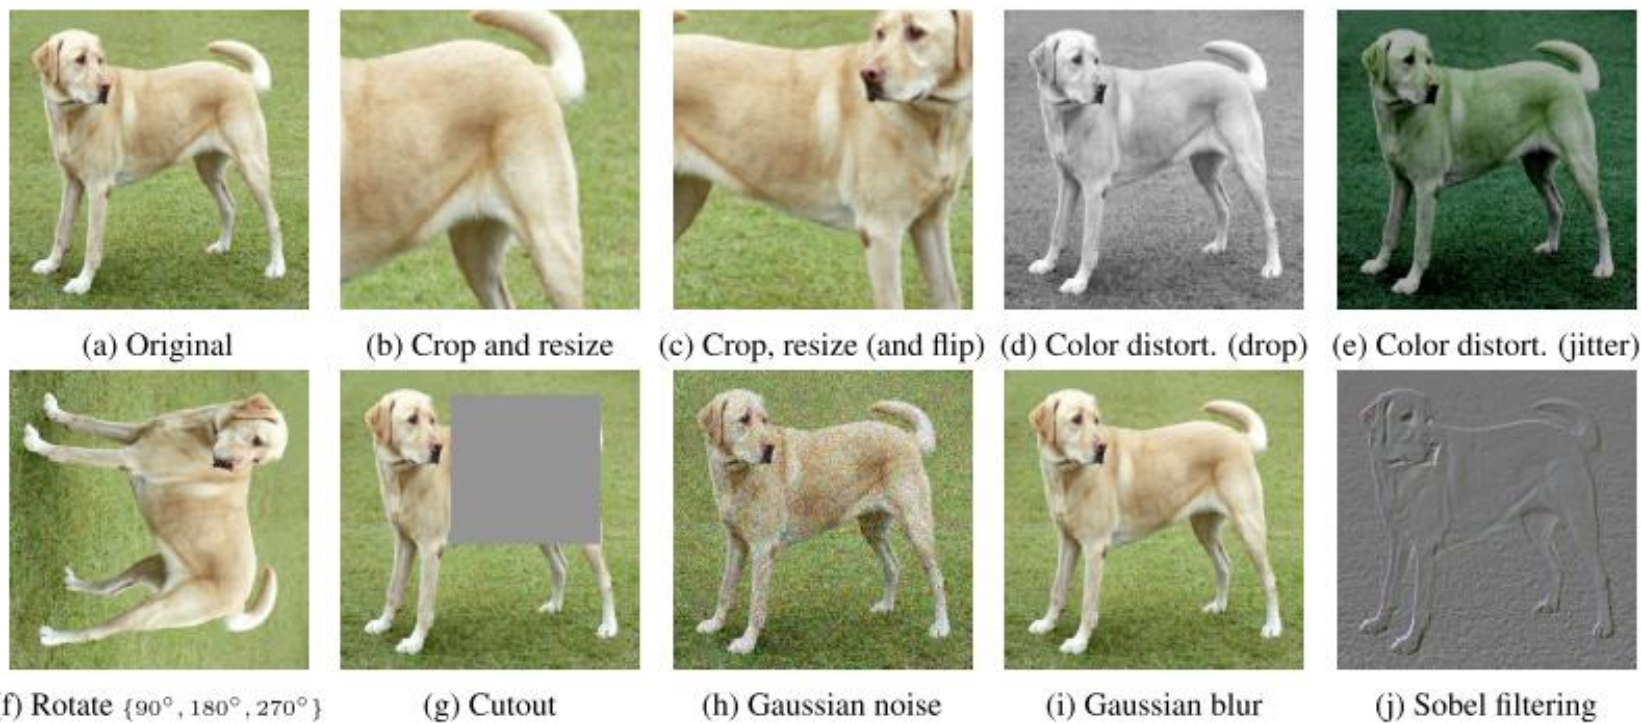 (a) Original
(b) Crop and resize
(c) Crop, resize (and flip)
(d) Color distort. (drop)
(e) Color distort. (jitter)
f) Rotate {90°, 180°, 270°}
(g) Cutout
(h) Gaussian noise
(i) Gaussian blur
(j) Sobel filtering